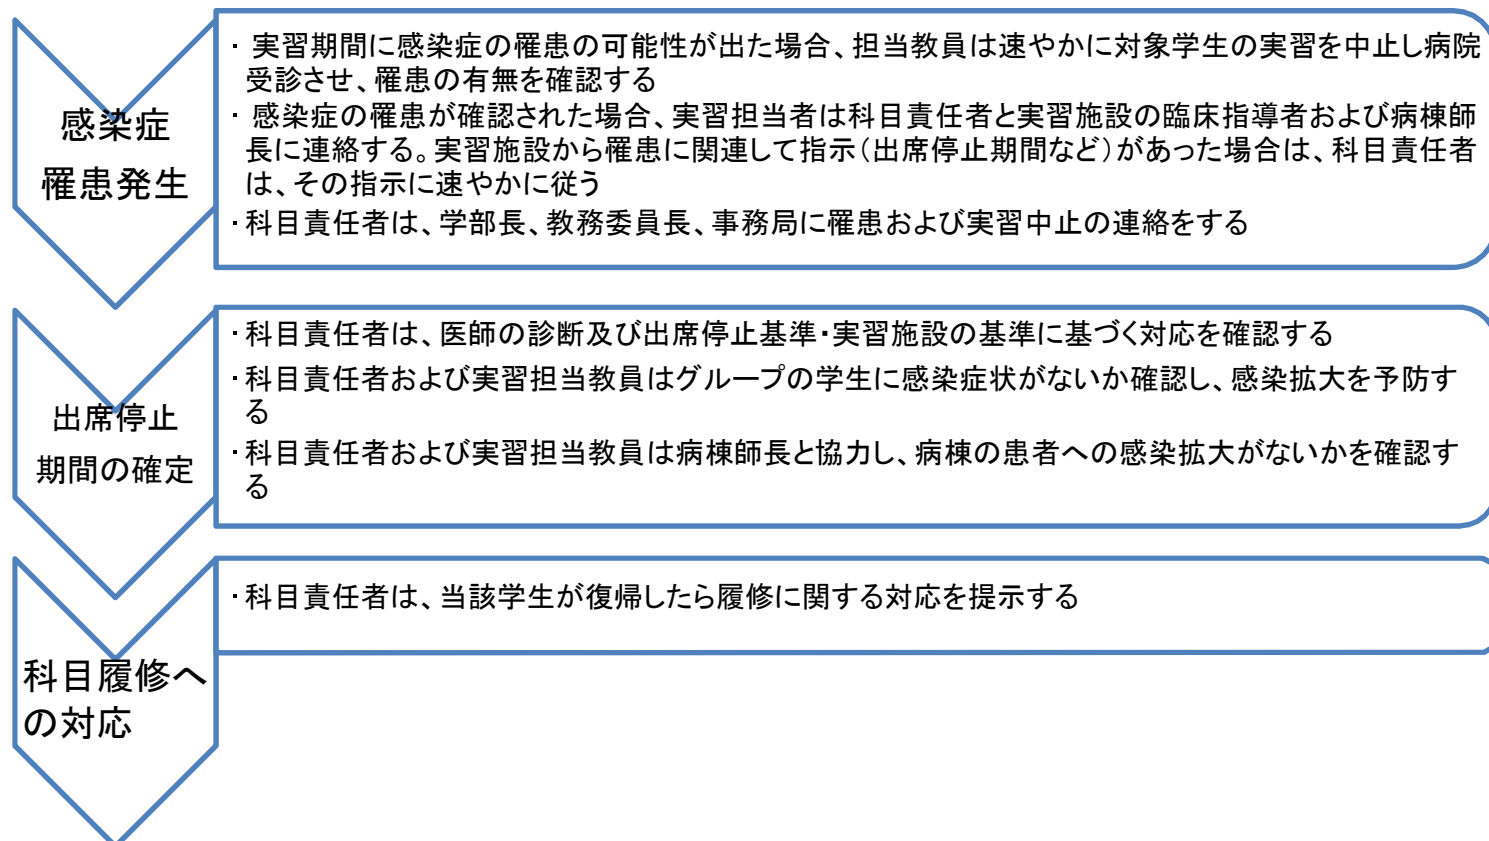 感染症
罹患発生
・ 実習期間に感染症の罹患の可能性が出た場合、担当教員は速やかに対象学生の実習を中止し病院
受診させ、罹患の有無を確認する
・ 感染症の罹患が確認された場合、実習担当者は科目責任者と実習施設の臨床指導者および病棟師
長に連絡する。実習施設から罹患に関連して指示(出席停止期間など)があった場合は、科目責任者
は、その指示に速やかに従う
・科目責任者は、学部長、教務委員長、事務局に罹患および実習中止の連絡をする
出席停止
期間の確定
・科目責任者は、医師の診断及び出席停止基準・実習施設の基準に基づく対応を確認する
・科目責任者および実習担当教員はグループの学生に感染症状がないか確認し、感染拡大を予防す
る
・科目責任者および実習担当教員は病棟師長と協力し、病棟の患者への感染拡大がないかを確認す
る
科目履修へ
の対応
・科目責任者は、当該学生が復帰したら履修に関する対応を提示する